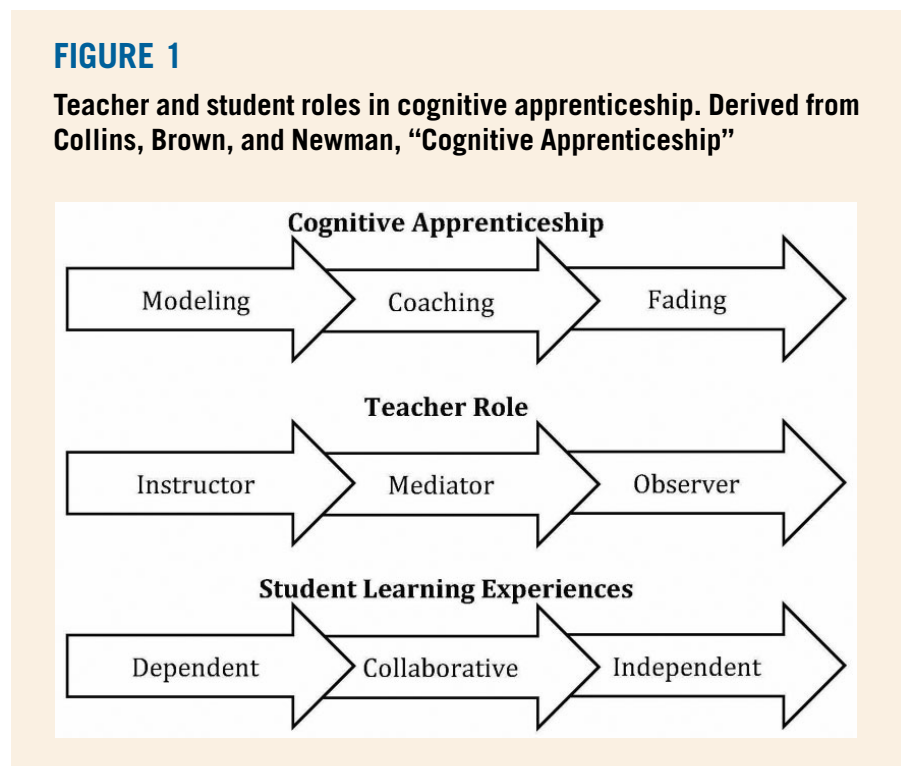 FIGURE 1
Teacher and student roles in cognitive apprenticeship. Derived from
Collins, Brown, and Newman, “Cognitive Apprenticeship”
Cognitive Apprenticeship
Modeling Coaching Fading
Teacher Role
Instructor Mediator Observer
Student Learning Experiences
Dependent Collaborative Independent